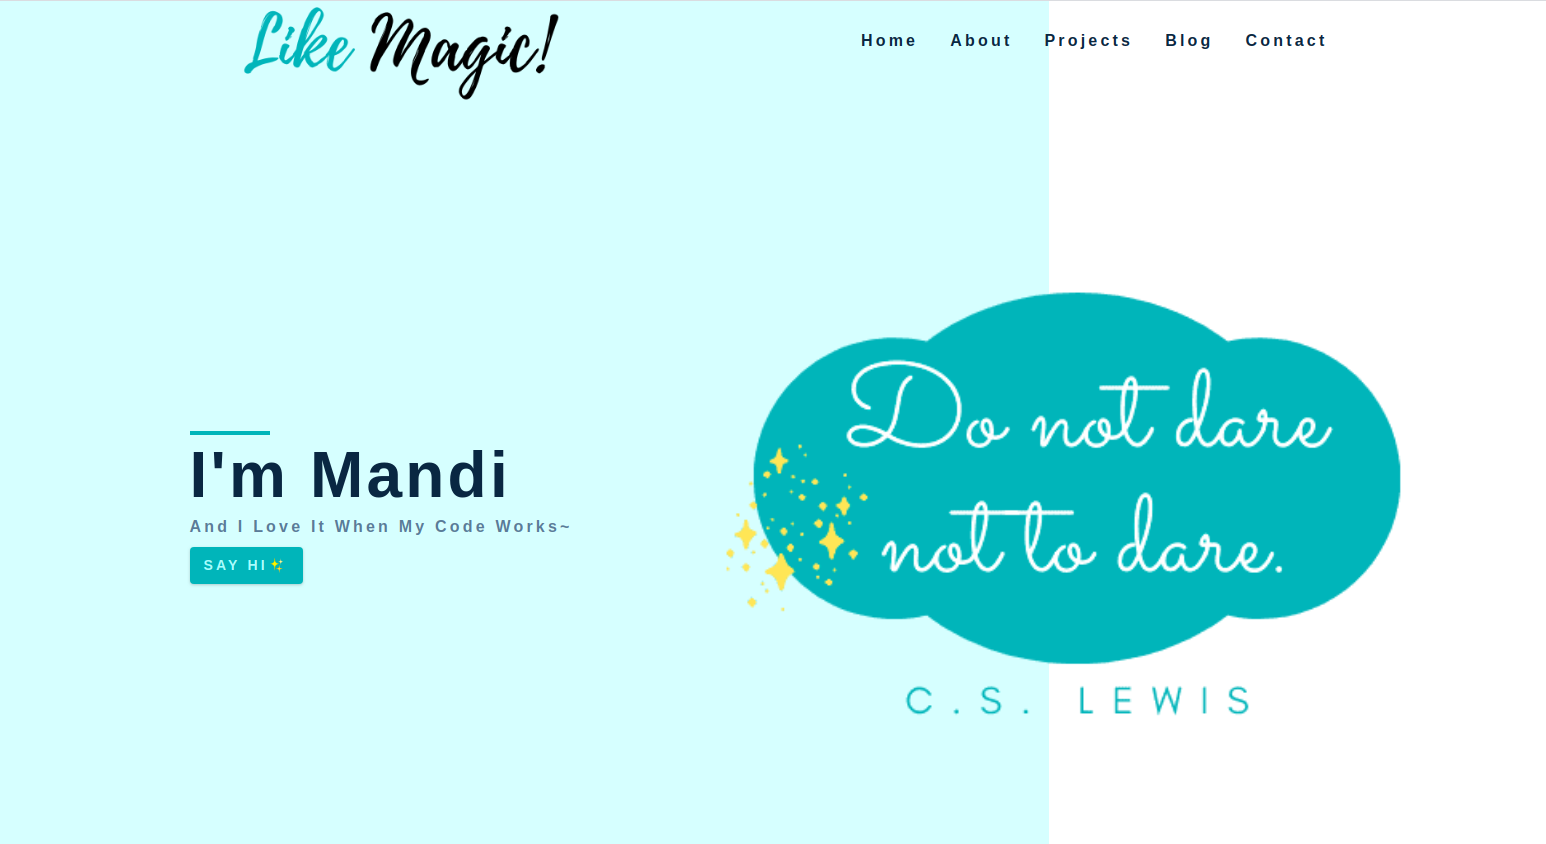 Like Magic!
Home About Projects Blog Contact
I'm Mandi
And I Love It When My Code Works~
SAY HI✨
Do not dare
not to dare.
C.S. LEWIS